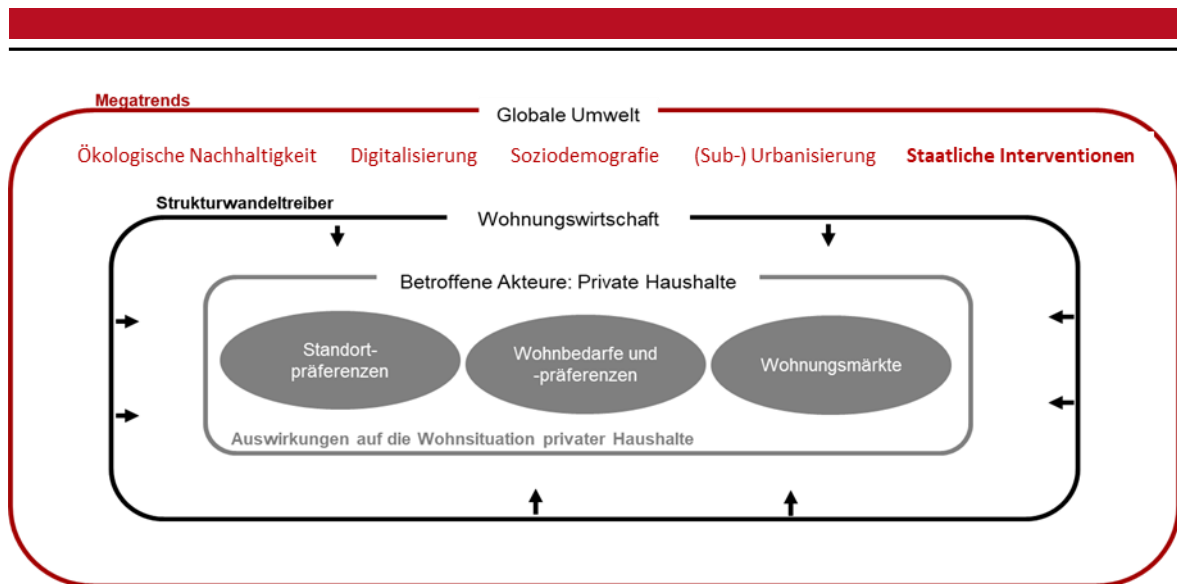 Megatrends
Globale Umwelt
Ökologische Nachhaltigkeit Digitalisierung Soziodemografie (Sub-) Urbanisierung Staatliche Interventionen
Strukturwandeltreiber
Wohnungswirtschaft
Betroffene Akteure: Private Haushalte
Standort-
präferenzen
Wohnbedarfe und
-präferenzen
Wohnungsmärkte
Auswirkungen auf die Wohnsituation privater Haushalte